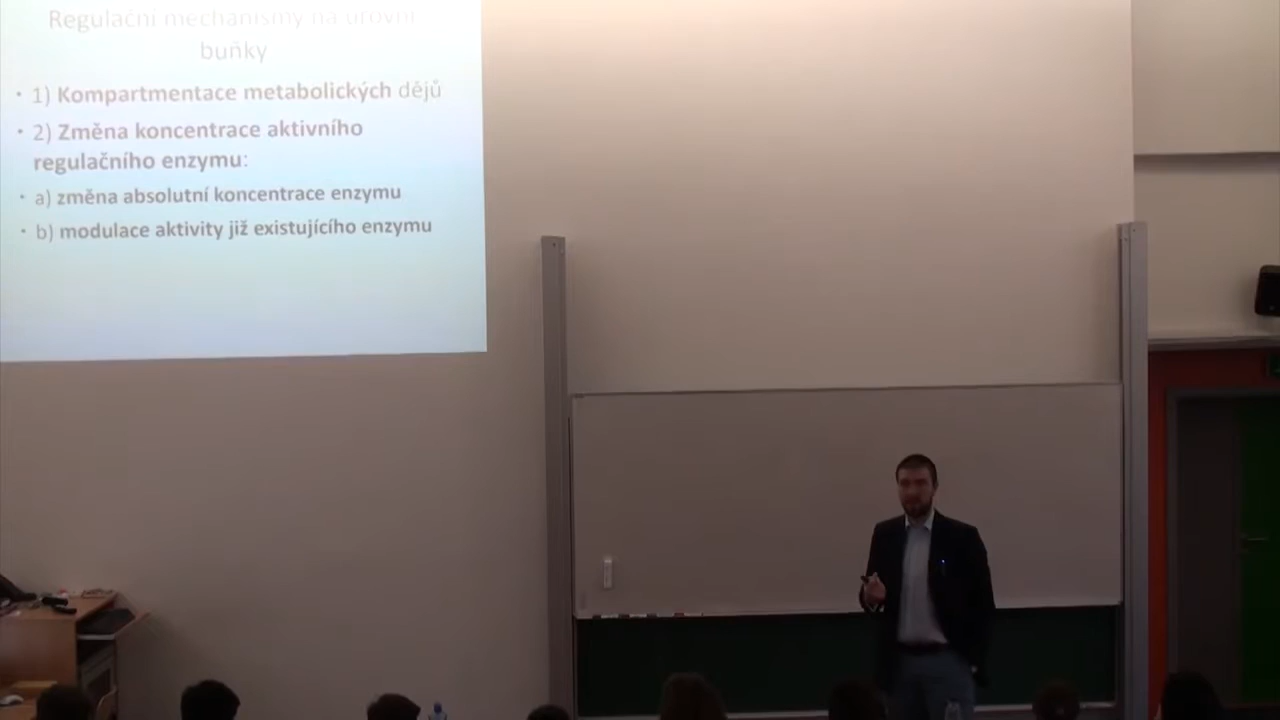 Regulační mechanismy na úrovni
buňky
• 1) Kompartmentace metabolických dějů
• 2) Změna koncentrace aktivního
regulačního enzymu:
• a) změna absolutní koncentrace enzymu
• b) modulace aktivity již existujícího enzymu